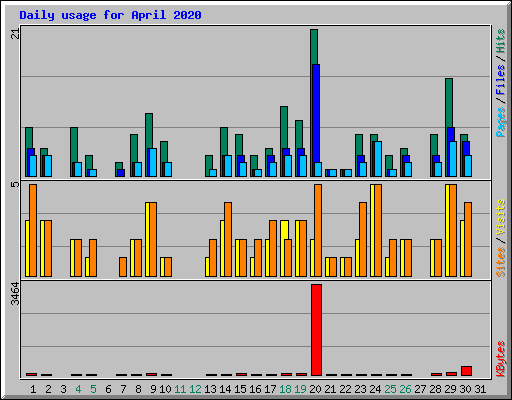 Daily usage for April 2020
21
Pages / Files / Hits
5
Sites / Visits
3464
KBytes
1 2 3 4 5 6 7 8 9 10 11 12 13 14 15 16 17 18 19 20 21 22 23 24 25 26 27 28 29 30 31